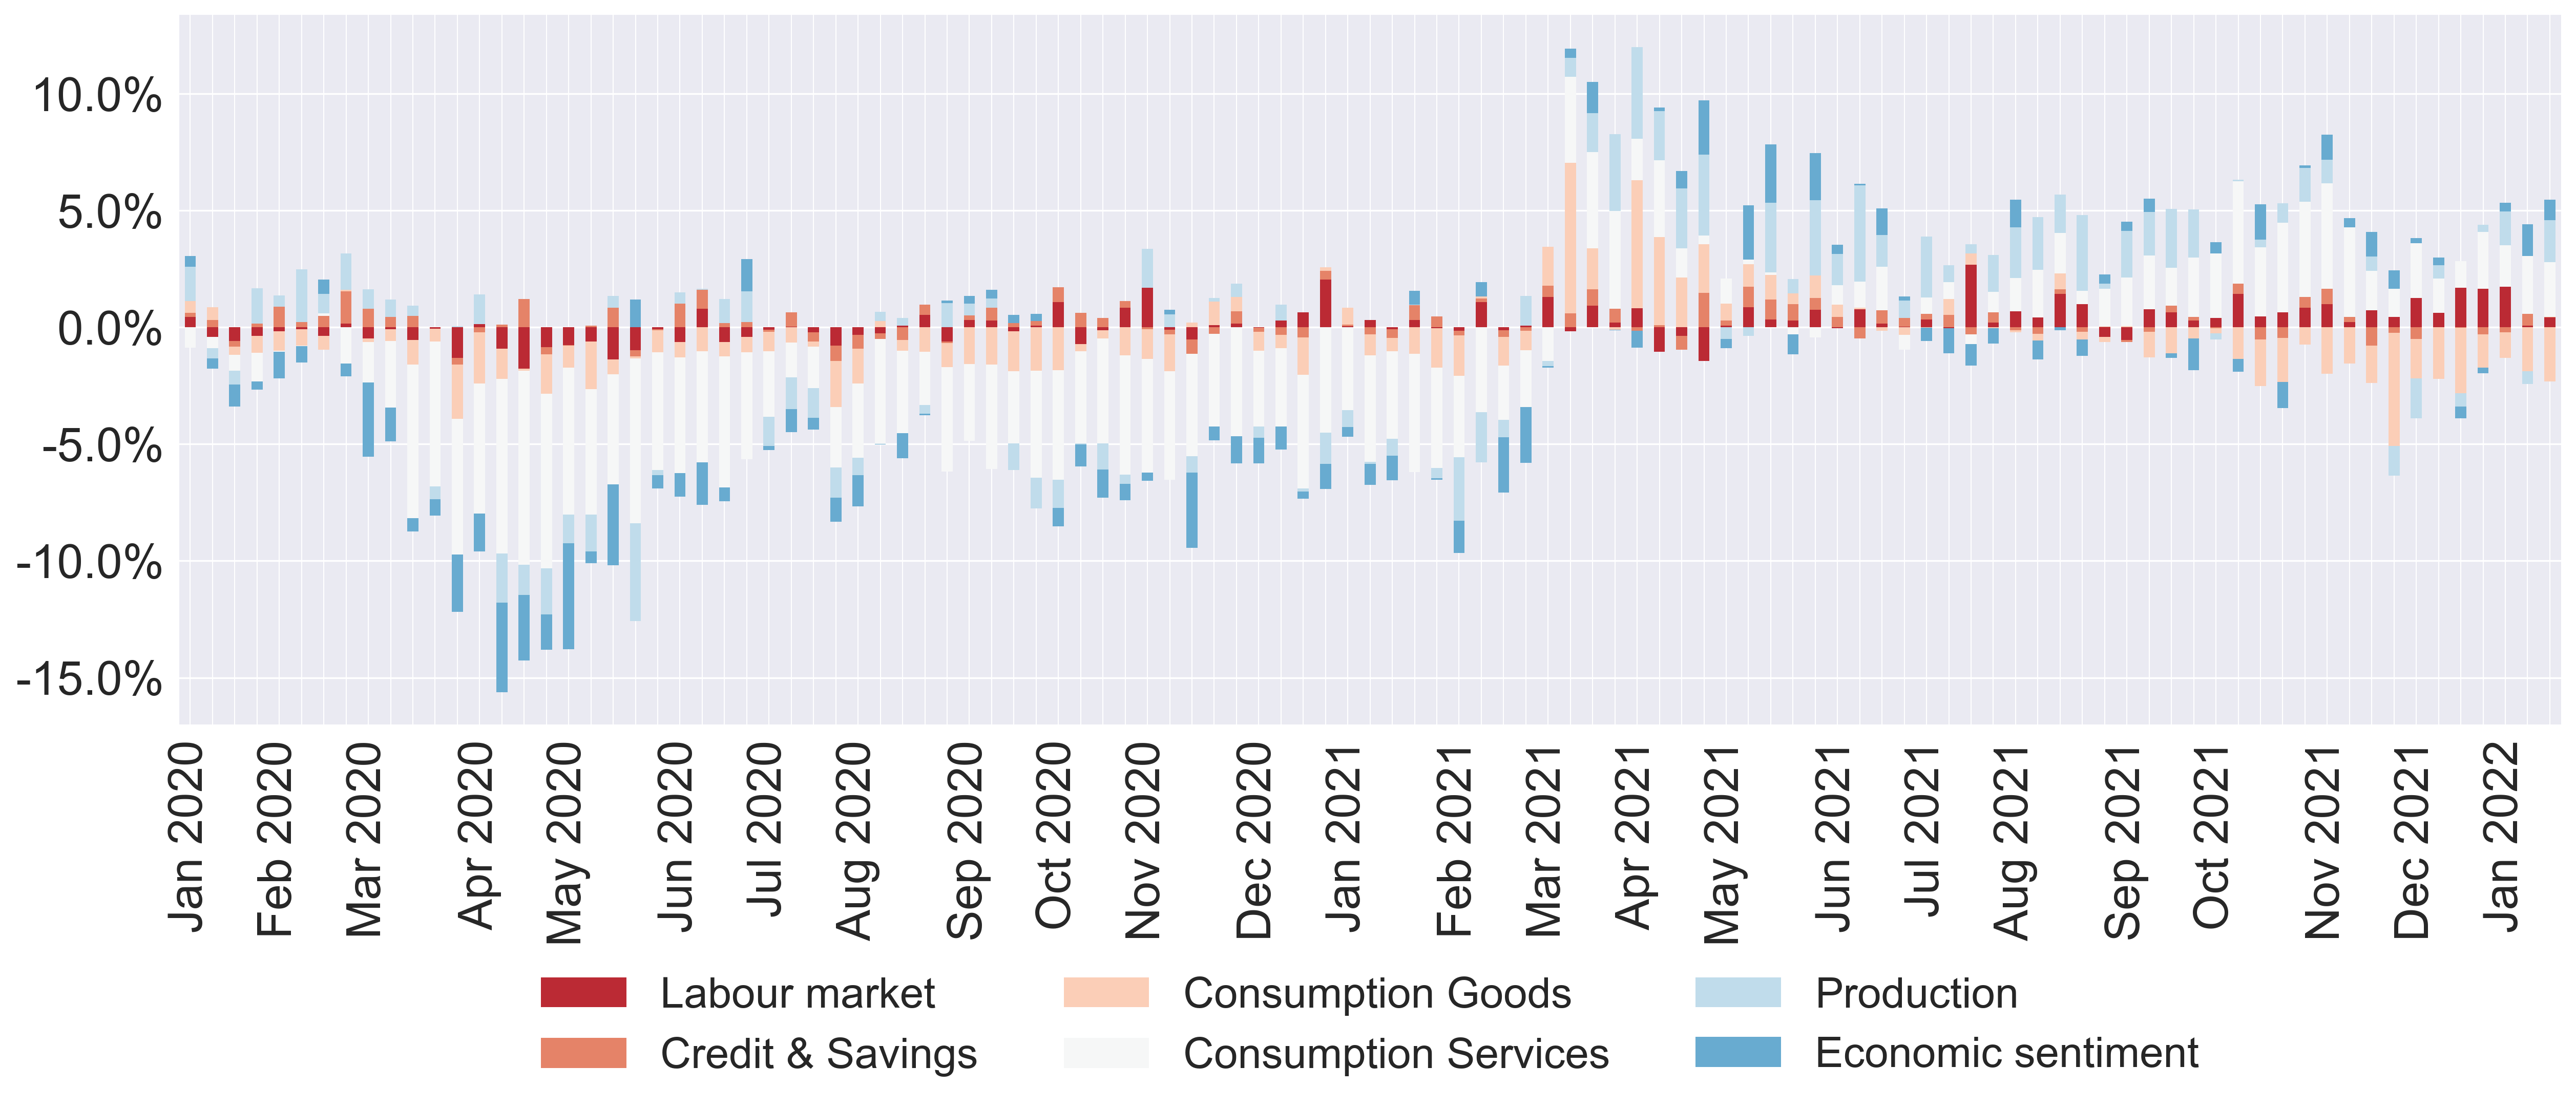 10.0%
5.0%
0.0%
-5.0%
-10.0%
-15.0%
Jan 2020
Feb 2020
Mar 2020
Apr 2020
May 2020
Jun 2020
Jul 2020
Aug 2020
Sep 2020
Oct 2020
Nov 2020
Dec 2020
Jan 2021
Feb 2021
Mar 2021
Apr 2021
May 2021
Jun 2021
Jul 2021
Aug 2021
Sep 2021
Oct 2021
Nov 2021
Dec 2021
Jan 2022
Labour market
Credit & Savings
Consumption Goods
Consumption Services
Production
Economic sentiment